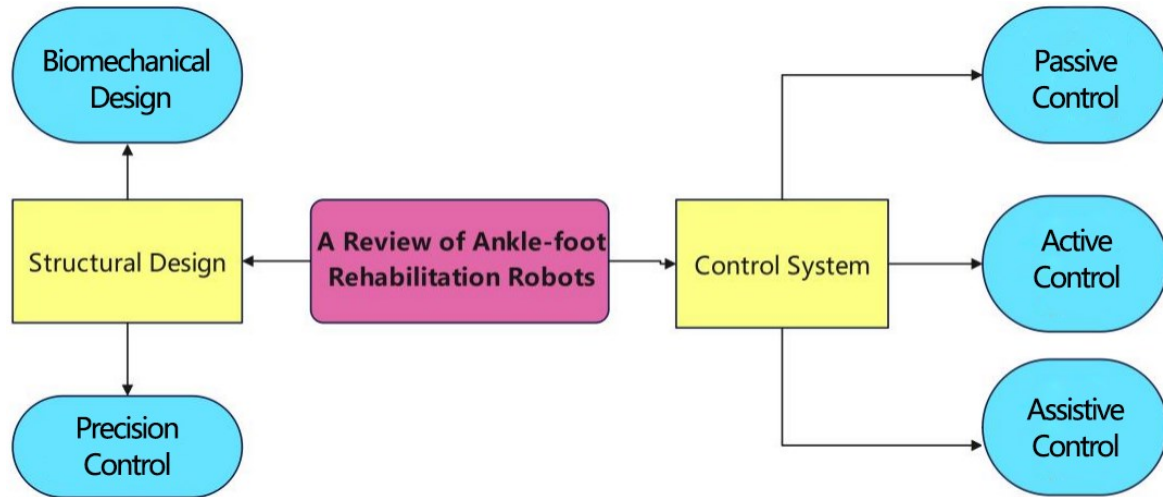 Biomechanical
Design
Structural Design
Precision
Control
A Review of Ankle-foot
Rehabilitation Robots
Control System
Passive
Control
Active
Control
Assistive
Control